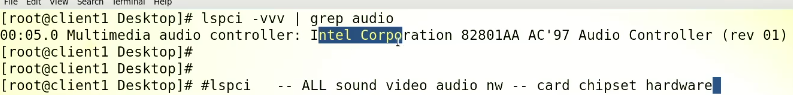 File Edit View Search Terminal Help
[root@client1 Desktop]# lspci -vvv | grep audio
00:05.0 Multimedia audio controller: Intel Corporation 82801AA AC'97 Audio Controller (rev 01)
[root@client1 Desktop]#
[root@client1 Desktop]#
[root@client1 Desktop]# #lspci   -- ALL sound video audio nw -- card chipset hardware